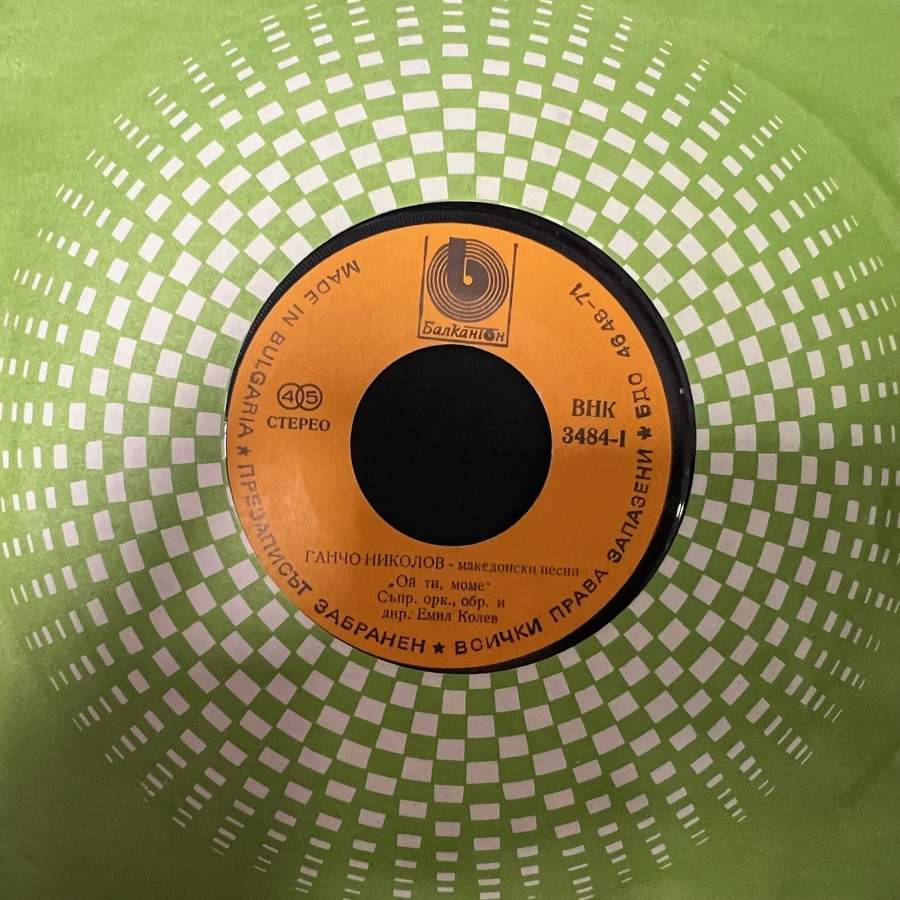 Балкантон
MADE IN BULGARIA ★ ПРЕЗАПИСЪТ ЗАБРАНЕН ★ ВСИЧКИ ПРАВА ЗАПАЗЕНИ ★ БДО 4648-71
45
СТЕРЕО
ВНК
3484-I
ГАНЧО НИКОЛОВ - македонски песни
„Ой ти, моме“
Съпр. орк., обр. и
дир. Емил Колев